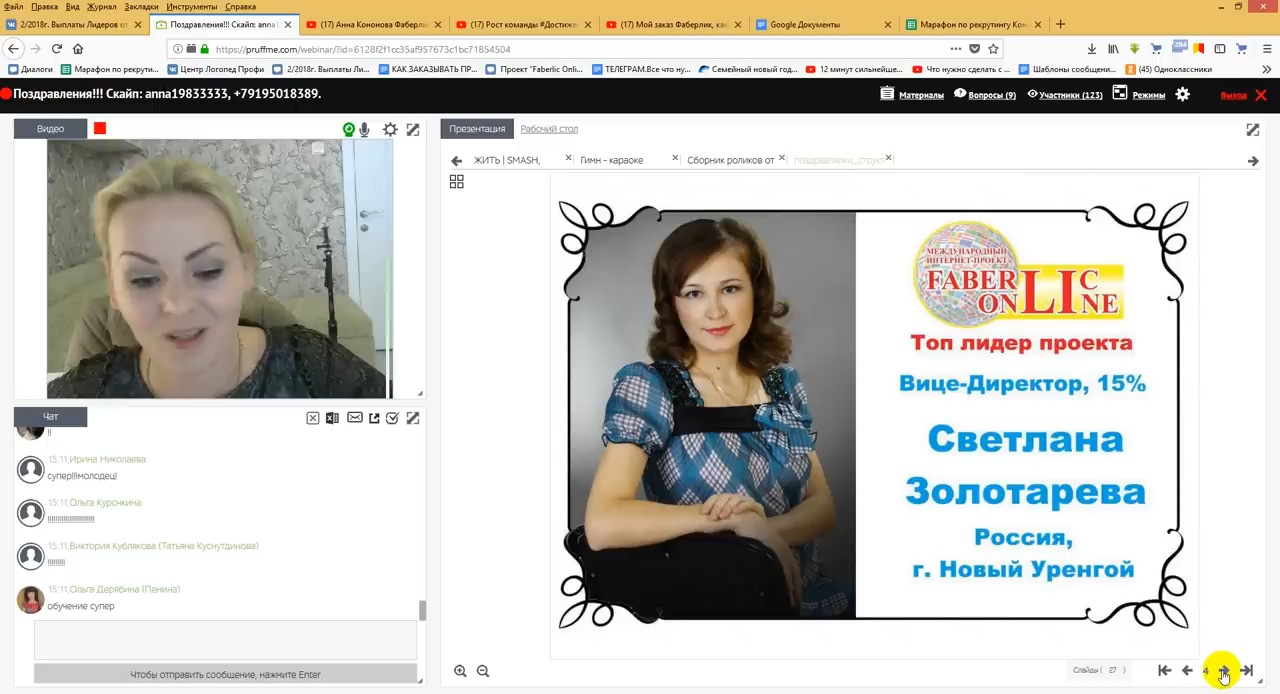 Файл Правка Вид Журнал Закладки Инструменты Справка
2/2018г. Выплаты Лидеров от
Поздравления!!! Скайп: anna
(17) Анна Кононова Фаберли
(17) Рост команды #Достиже
(17) Мой заказ Фаберлик, ка
Google Документы
Марафон по рекрутингу Кон
https://pruffme.com/webinar/?id=6128f2f1cc35af957673c1bc71854504
284
Диалоги
Марафон по рекрути...
Центр Логопед Профи
2/2018г. Выплаты Ли...
КАК ЗАКАЗЫВАТЬ ПР...
Проект "Faberlic Onli...
ТЕЛЕГРАМ.Все что ну...
Семейный новый год...
12 минут сильнейше...
Что нужно сделать с ...
Шаблоны сообщени...
(45) Одноклассники
Поздравления!!! Скайп: anna19833333, +79195018389.
Материалы
Вопросы (9)
Участники (123)
Режимы
Выход
Видео
Презентация
Рабочий стол
ЖИТЬ | SMASH,
Гимн - караоке
Сборник роликов от
поздравлялки_структ
МЕЖДУНАРОДНЫЙ
ИНТЕРНЕТ-ПРОЕКТ
FABERLIC
ONLINE
Топ лидер проекта
Вице-Директор, 15%
Светлана
Золотарева
Россия,
г. Новый Уренгой
Чат
!!
15:11, Ирина Николаева
супер!!!молодец!
15:11, Ольга Курочкина
15:11, Виктория Кублякова (Татьяна Куснутдинова)
15:11, Ольга Дерябина (Пенина)
обучение супер
Чтобы отправить сообщение, нажмите Enter
Слайды ( 27 )
4